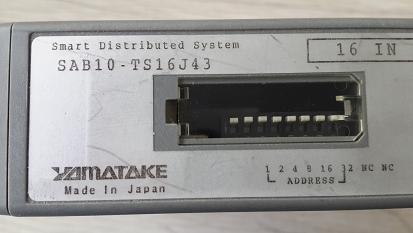 Smart Distributed System
SAB10-TS16J43
16 IN
YAMATAKE
Made In Japan
1 2 4 8 16 32 NC NC
ADDRESS